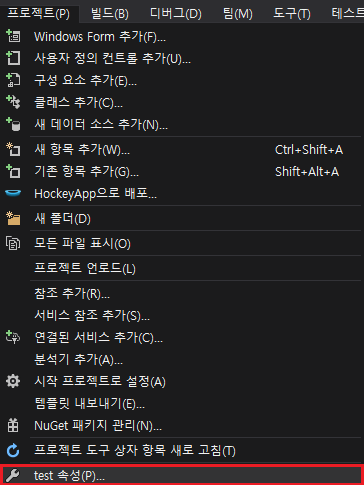 프로젝트(P) 빌드(B) 디버그(D) 팀(M) 도구(T) 테스트
Windows Form 추가(F)...
사용자 정의 컨트롤 추가(U)...
구성 요소 추가(E)...
클래스 추가(C)...
새 데이터 소스 추가(N)...
새 항목 추가(W)... Ctrl+Shift+A
기존 항목 추가(G)... Shift+Alt+A
HockeyApp으로 배포...
새 폴더(D)
모든 파일 표시(O)
프로젝트 언로드(L)
참조 추가(R)...
서비스 참조 추가(S)...
연결된 서비스 추가(C)...
분석기 추가(A)...
시작 프로젝트로 설정(A)
템플릿 내보내기(E)...
NuGet 패키지 관리(N)...
프로젝트 도구 상자 항목 새로 고침(T)
test 속성(P)...